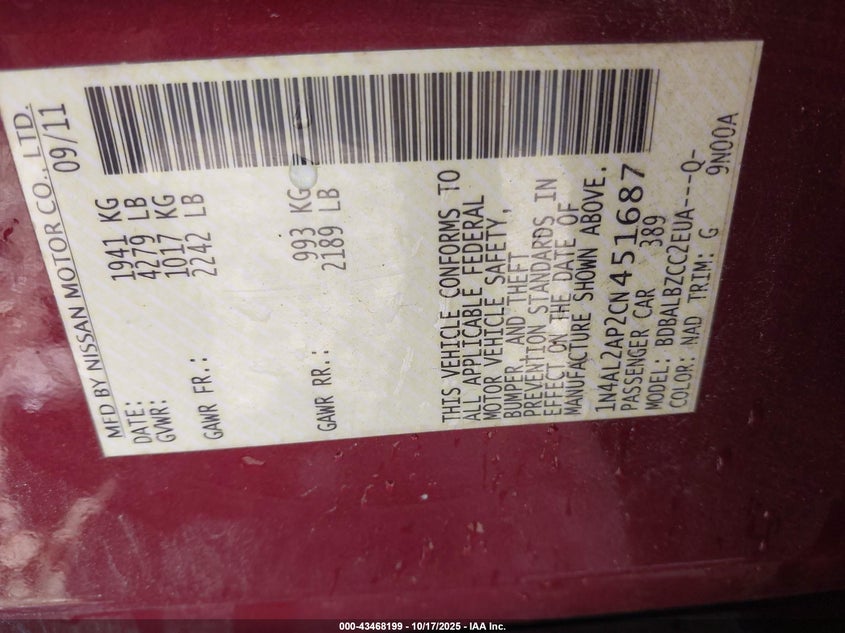 MFD BY NISSAN MOTOR CO., LTD.
DATE: 09/11
GVWR: 1941 KG
4279 LB
GAWR FR.: 1017 KG
2242 LB
GAWR RR.: 993 KG
2189 LB
THIS VEHICLE CONFORMS TO
ALL APPLICABLE FEDERAL
MOTOR VEHICLE SAFETY,
BUMPER AND THEFT
PREVENTION STANDARDS IN
EFFECT ON THE DATE OF
MANUFACTURE SHOWN ABOVE.
1N4AL2AP2CN451687
PASSENGER CAR 389
MODEL: BDBALBZCC2EUA----Q-
COLOR: NAD TRIM: G 9N00A
000-43468199 - 10/17/2025 - IAA Inc.